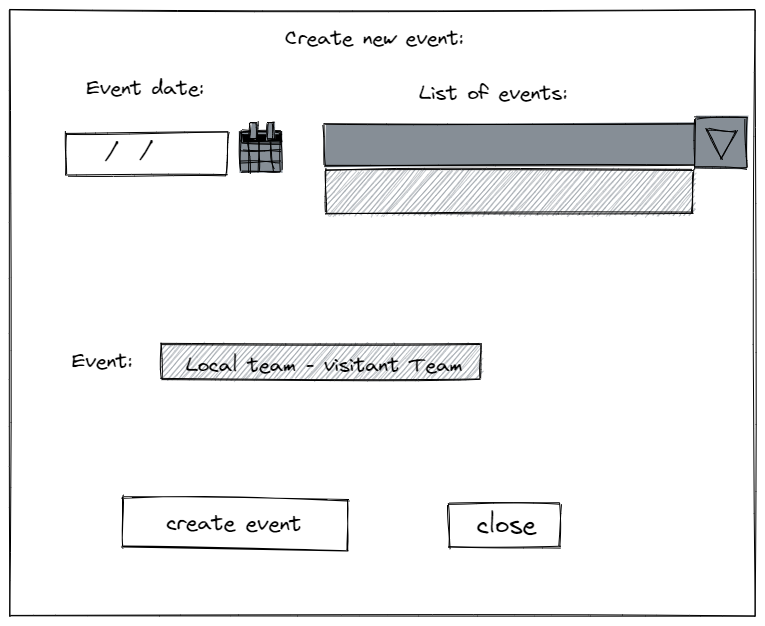 Create new event:
Event date:
List of events:
/ /
Event:
Local team - visitant Team
create event
close